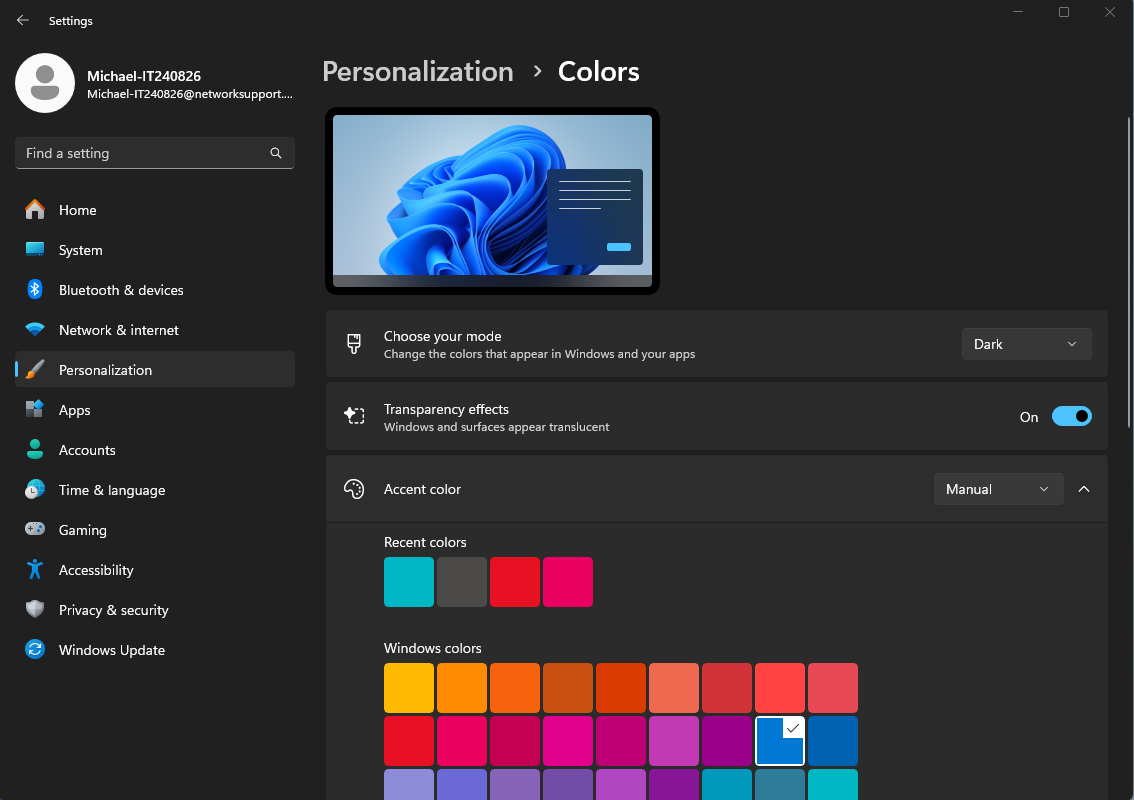 Settings
Michael-IT240826
Michael-IT240826@networksupport....
Find a setting
Home
System
Bluetooth & devices
Network & internet
Personalization
Apps
Accounts
Time & language
Gaming
Accessibility
Privacy & security
Windows Update
Personalization > Colors
Choose your mode
Change the colors that appear in Windows and your apps
Dark
Transparency effects
Windows and surfaces appear translucent
On
Accent color
Manual
Recent colors
Windows colors